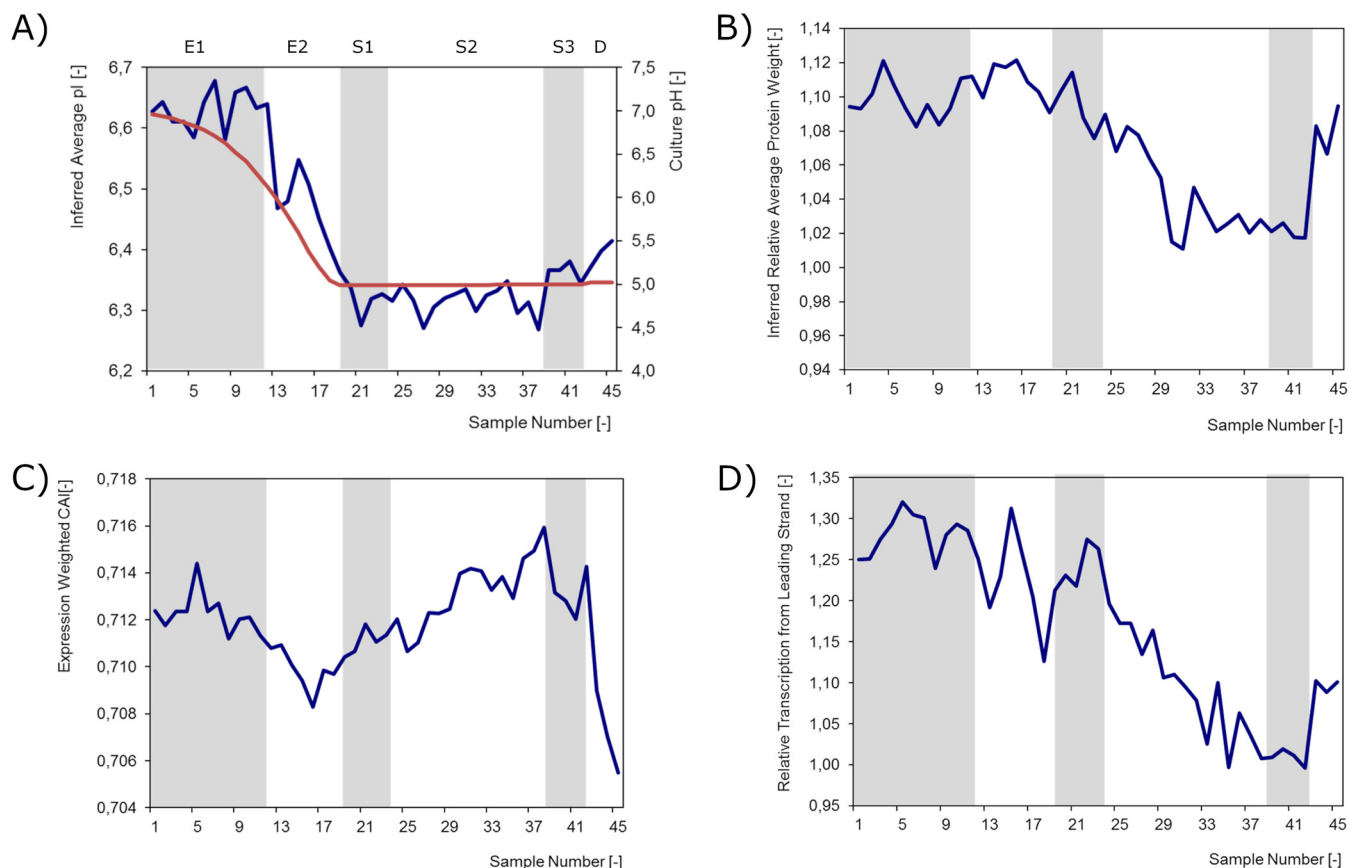 A)
E1 E2 S1 S2 S3 D
Inferred Average pI [-]
6,7
6,6
6,5
6,4
6,3
6,2
7,5
7,0
6,5
6,0
5,5
5,0
4,5
4,0
Culture pH [-]
1 5 9 13 17 21 25 29 33 37 41 45
Sample Number [-]
B)
Inferred Relative Average Protein Weight [-]
1,14
1,12
1,10
1,08
1,06
1,04
1,02
1,00
0,98
0,96
0,94
1 5 9 13 17 21 25 29 33 37 41 45
Sample Number [-]
C)
Expression Weighted CAI[-]
0,718
0,716
0,714
0,712
0,710
0,708
0,706
0,704
1 5 9 13 17 21 25 29 33 37 41 45
Sample Number [-]
D)
Relative Transcription from Leading Strand [-]
1,35
1,30
1,25
1,20
1,15
1,10
1,05
1,00
0,95
1 5 9 13 17 21 25 29 33 37 41 45
Sample Number [-]